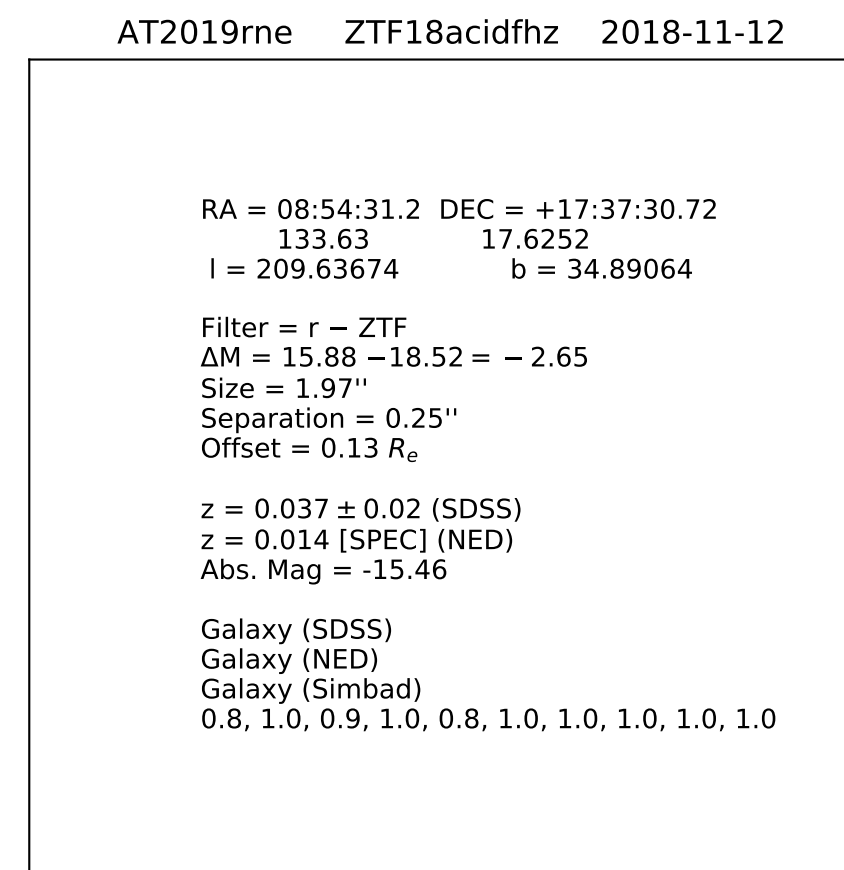 AT2019rne ZTF18acidfhz 2018-11-12
RA = 08:54:31.2 DEC = +17:37:30.72
133.63 17.6252
l = 209.63674 b = 34.89064
Filter = r − ZTF
ΔM = 15.88 −18.52 = − 2.65
Size = 1.97''
Separation = 0.25''
Offset = 0.13 Rₑ
z = 0.037 ± 0.02 (SDSS)
z = 0.014 [SPEC] (NED)
Abs. Mag = -15.46
Galaxy (SDSS)
Galaxy (NED)
Galaxy (Simbad)
0.8, 1.0, 0.9, 1.0, 0.8, 1.0, 1.0, 1.0, 1.0, 1.0